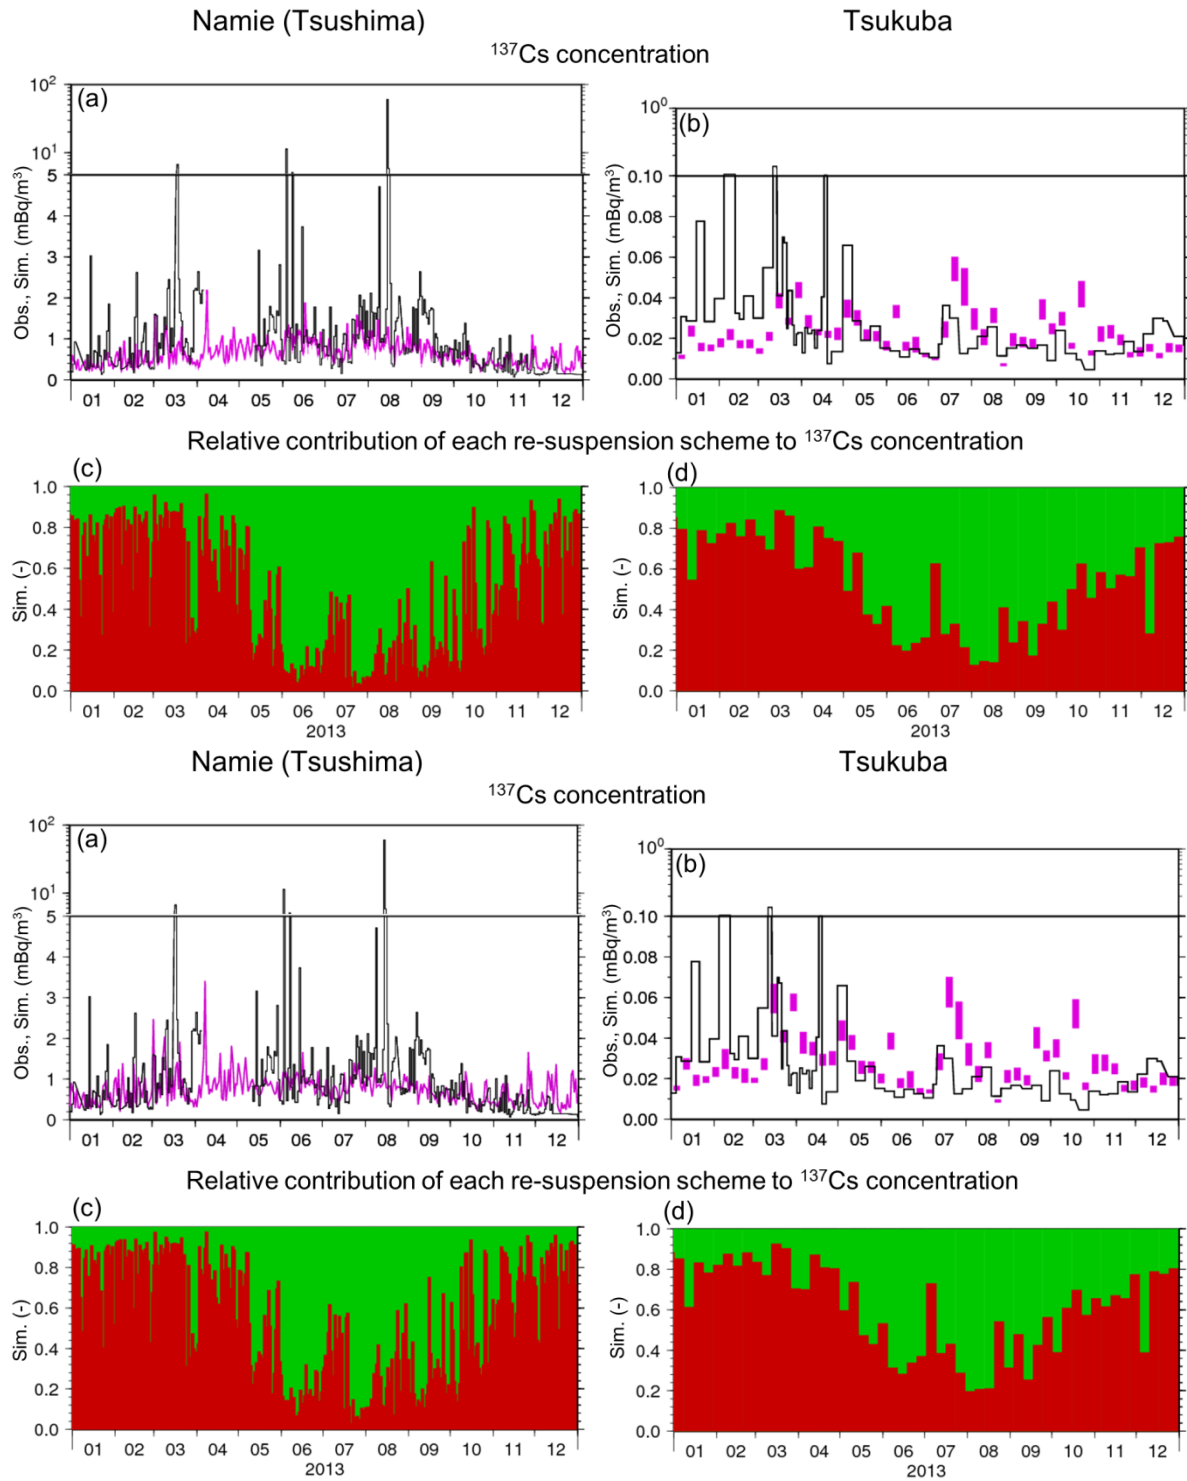 Namie (Tsushima) Tsukuba
137Cs concentration
(a) (b)
Obs., Sim. (mBq/m3)
10² 10¹ 5 4 3 2 1 0
01 02 03 04 05 06 07 08 09 10 11 12
Obs., Sim. (mBq/m3)
10⁰ 0.10 0.08 0.06 0.04 0.02 0.00
01 02 03 04 05 06 07 08 09 10 11 12
Relative contribution of each re-suspension scheme to 137Cs concentration
(c) (d)
Sim. (-)
1.0 0.8 0.6 0.4 0.2 0.0
01 02 03 04 05 06 07 08 09 10 11 12
2013
Sim. (-)
1.0 0.8 0.6 0.4 0.2 0.0
01 02 03 04 05 06 07 08 09 10 11 12
2013
Namie (Tsushima) Tsukuba
137Cs concentration
(a) (b)
Obs., Sim. (mBq/m3)
10² 10¹ 5 4 3 2 1 0
01 02 03 04 05 06 07 08 09 10 11 12
Obs., Sim. (mBq/m3)
10⁰ 0.10 0.08 0.06 0.04 0.02 0.00
01 02 03 04 05 06 07 08 09 10 11 12
Relative contribution of each re-suspension scheme to 137Cs concentration
(c) (d)
Sim. (-)
1.0 0.8 0.6 0.4 0.2 0.0
01 02 03 04 05 06 07 08 09 10 11 12
2013
Sim. (-)
1.0 0.8 0.6 0.4 0.2 0.0
01 02 03 04 05 06 07 08 09 10 11 12
2013